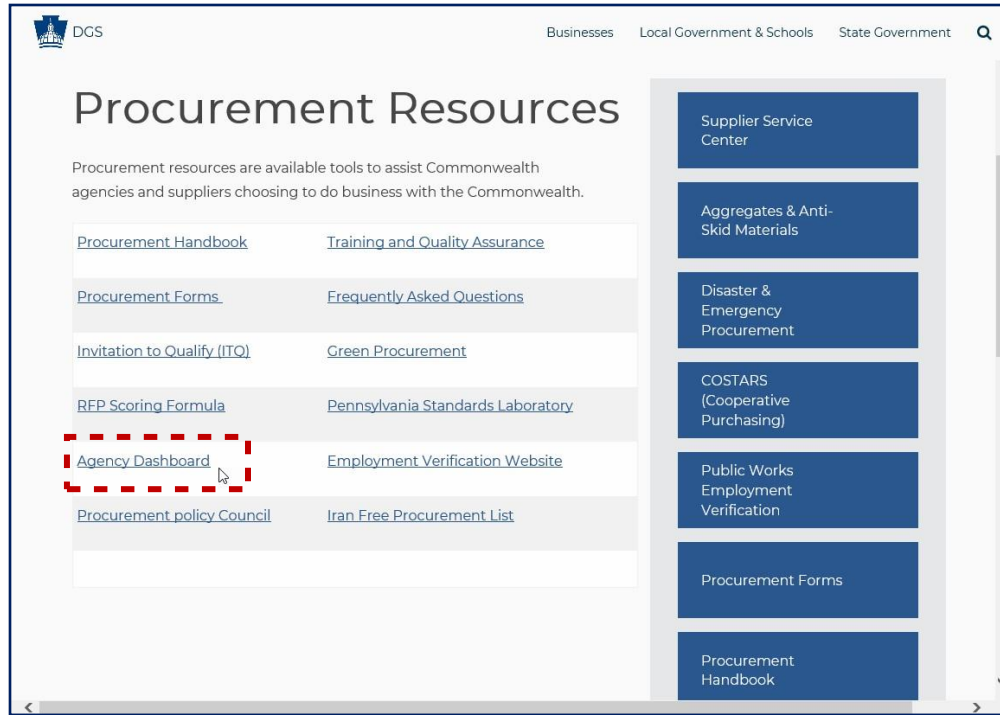 DGS
Businesses Local Government & Schools State Government
Procurement Resources
Procurement resources are available tools to assist Commonwealth
agencies and suppliers choosing to do business with the Commonwealth.
Procurement Handbook Training and Quality Assurance
Procurement Forms Frequently Asked Questions
Invitation to Qualify (ITQ) Green Procurement
RFP Scoring Formula Pennsylvania Standards Laboratory
Agency Dashboard Employment Verification Website
Procurement policy Council Iran Free Procurement List
Supplier Service
Center
Aggregates & Anti-
Skid Materials
Disaster &
Emergency
Procurement
COSTARS
(Cooperative
Purchasing)
Public Works
Employment
Verification
Procurement Forms
Procurement
Handbook